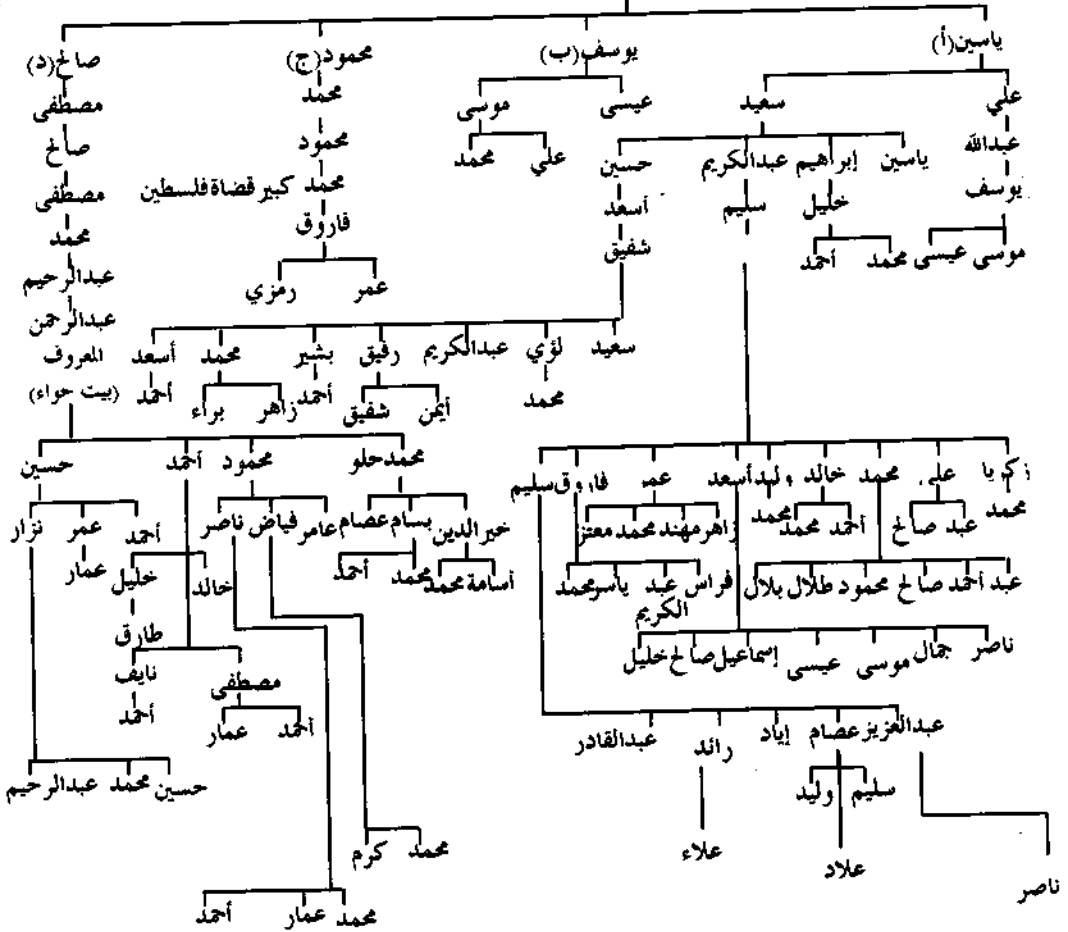 ياسين(أ) يوسف(ب) محمود(ج) صالح(د)
علي سعيد عيسى موسى محمد مصطفى
عبدالله ياسين إبراهيم عبدالكريم حسين علي محمد محمود صالح
يوسف خليل سليم أسعد محمد كبير قضاة فلسطين مصطفى
موسى عيسى محمد أحمد شفيق فاروق محمد
عمر رمزي عبدالرحيم
عبدالرحمن
سعيد لؤي عبدالكريم رفيق بشير محمد أسعد المعروف
محمد أيمن شفيق أحمد زاهر براء أحمد (بيت حواء)
زكريا علي محمد خالد وليد أسعد عمر فاروق سليم محمدحلو محمود أحمد حسين
محمد عبد صالح أحمد محمد محمد زاهر مهند محمد معتز خيرالدين بسام عصام عامر فياض ناصر أحمد عمر نزار
عبد أحمد صالح محمود طلال بلال فراس عبد الكريم ياسر محمد أسامة محمد محمد أحمد خالد خليل عمار
ناصر جمال موسى عيسى إسماعيل صالح خليل طارق
مصطفى نايف
عبدالعزيز عصام إياد رائد عبدالقادر أحمد عمار أحمد
سليم وليد حسين محمد عبدالرحيم
علاء محمد كرم
ناصر علاد
محمد عمار أحمد